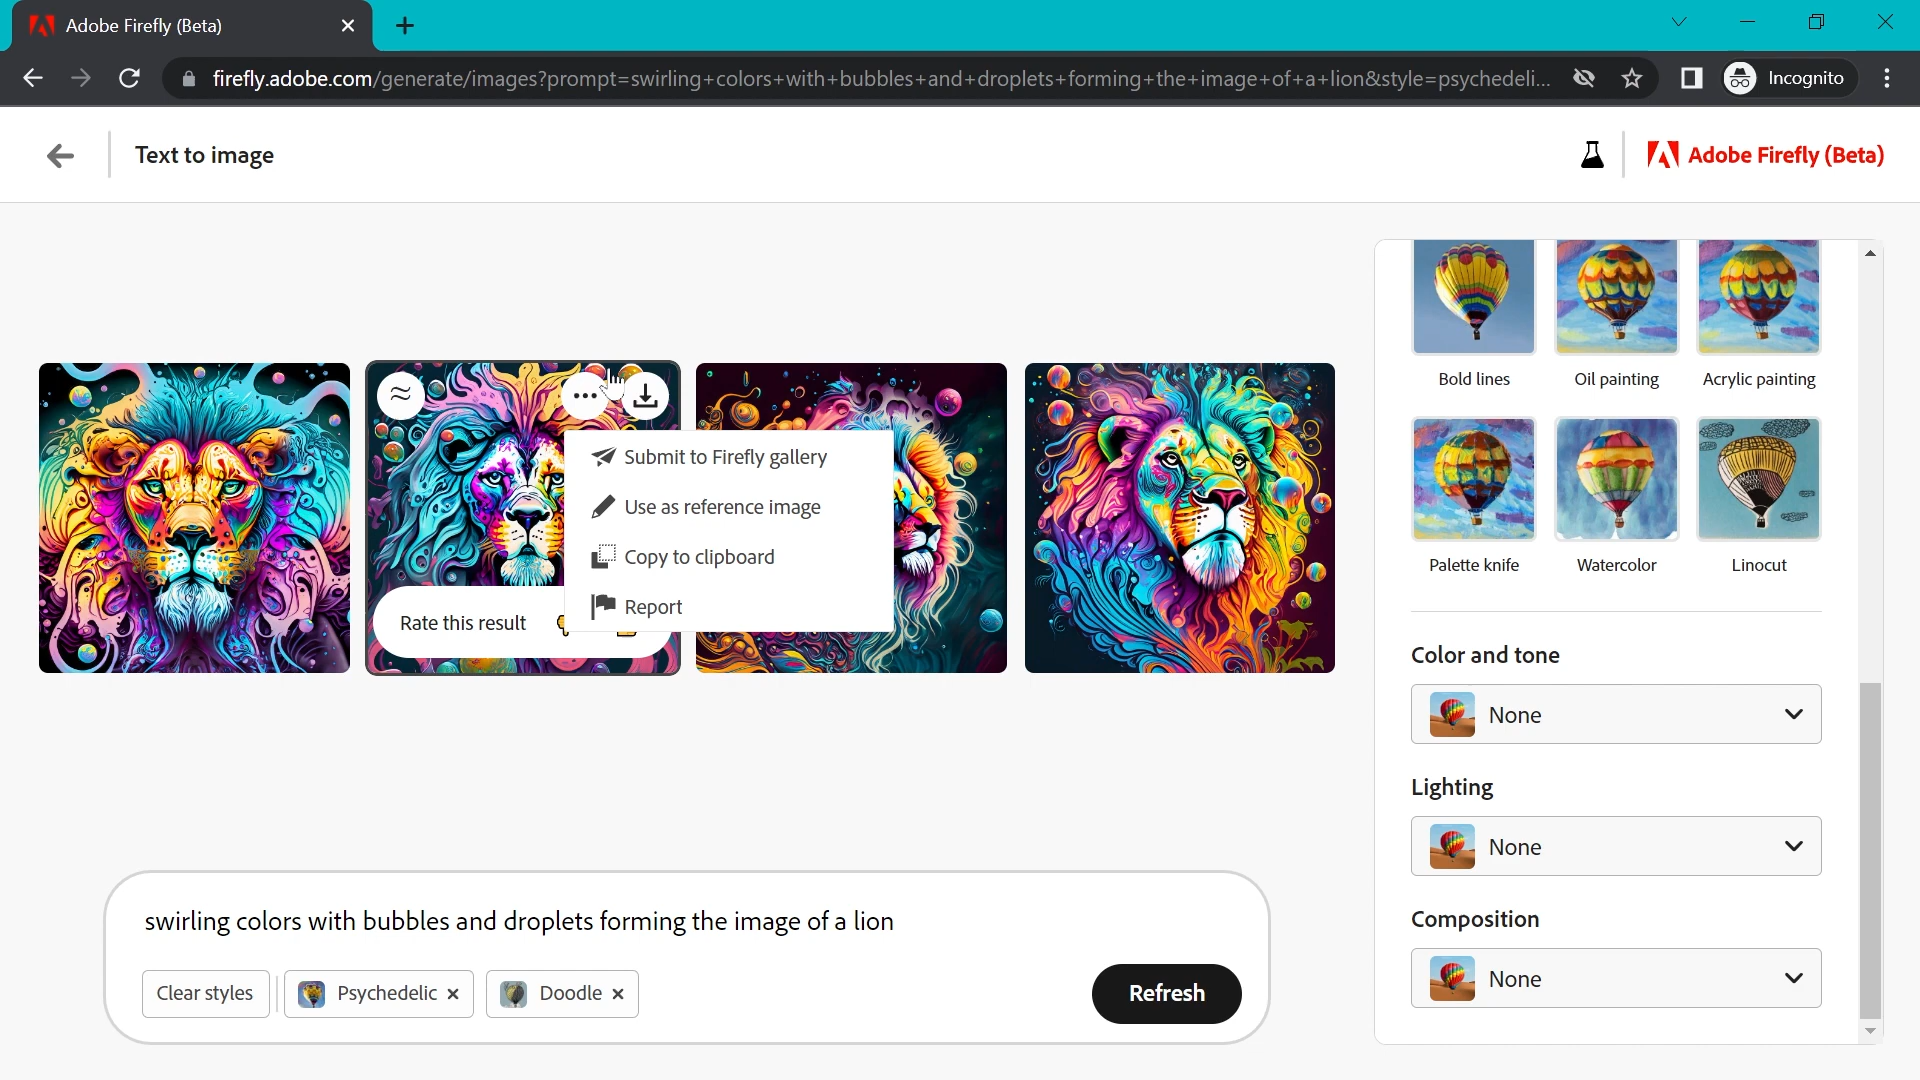 Adobe Firefly (Beta)
firefly.adobe.com/generate/images?prompt=swirling+colors+with+bubbles+and+droplets+forming+the+image+of+a+lion&style=psychedeli...
Incognito
Text to image
Adobe Firefly (Beta)
Bold lines
Oil painting
Acrylic painting
Submit to Firefly gallery
Use as reference image
Copy to clipboard
Report
Rate this result
Palette knife
Watercolor
Linocut
Color and tone
None
Lighting
None
Composition
None
swirling colors with bubbles and droplets forming the image of a lion
Clear styles
Psychedelic
Doodle
Refresh